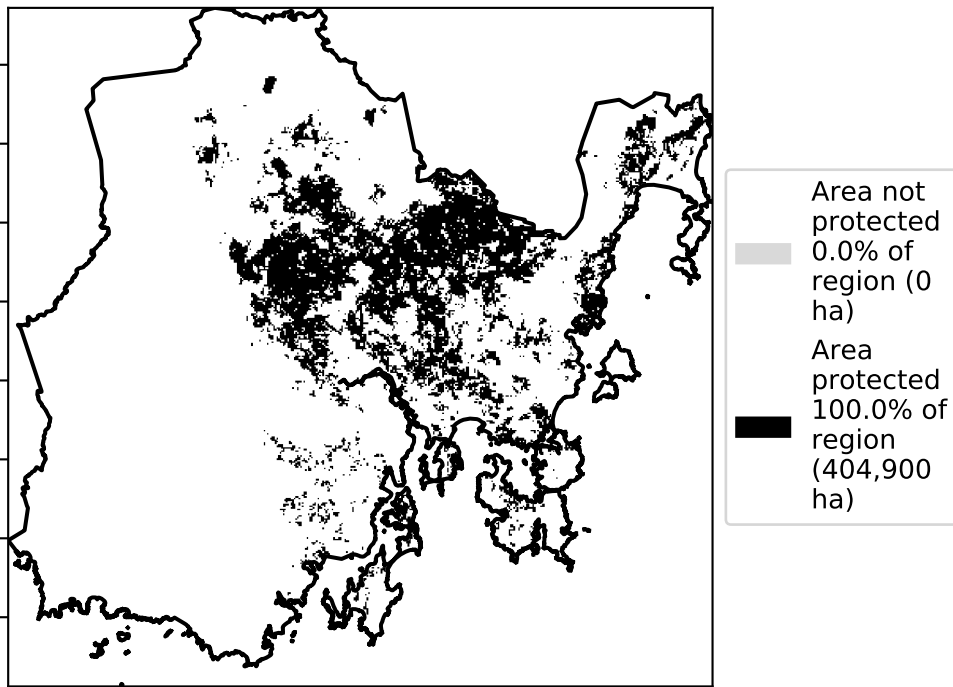 Area not
protected
0.0% of
region (0
ha)
Area
protected
100.0% of
region
(404,900
ha)